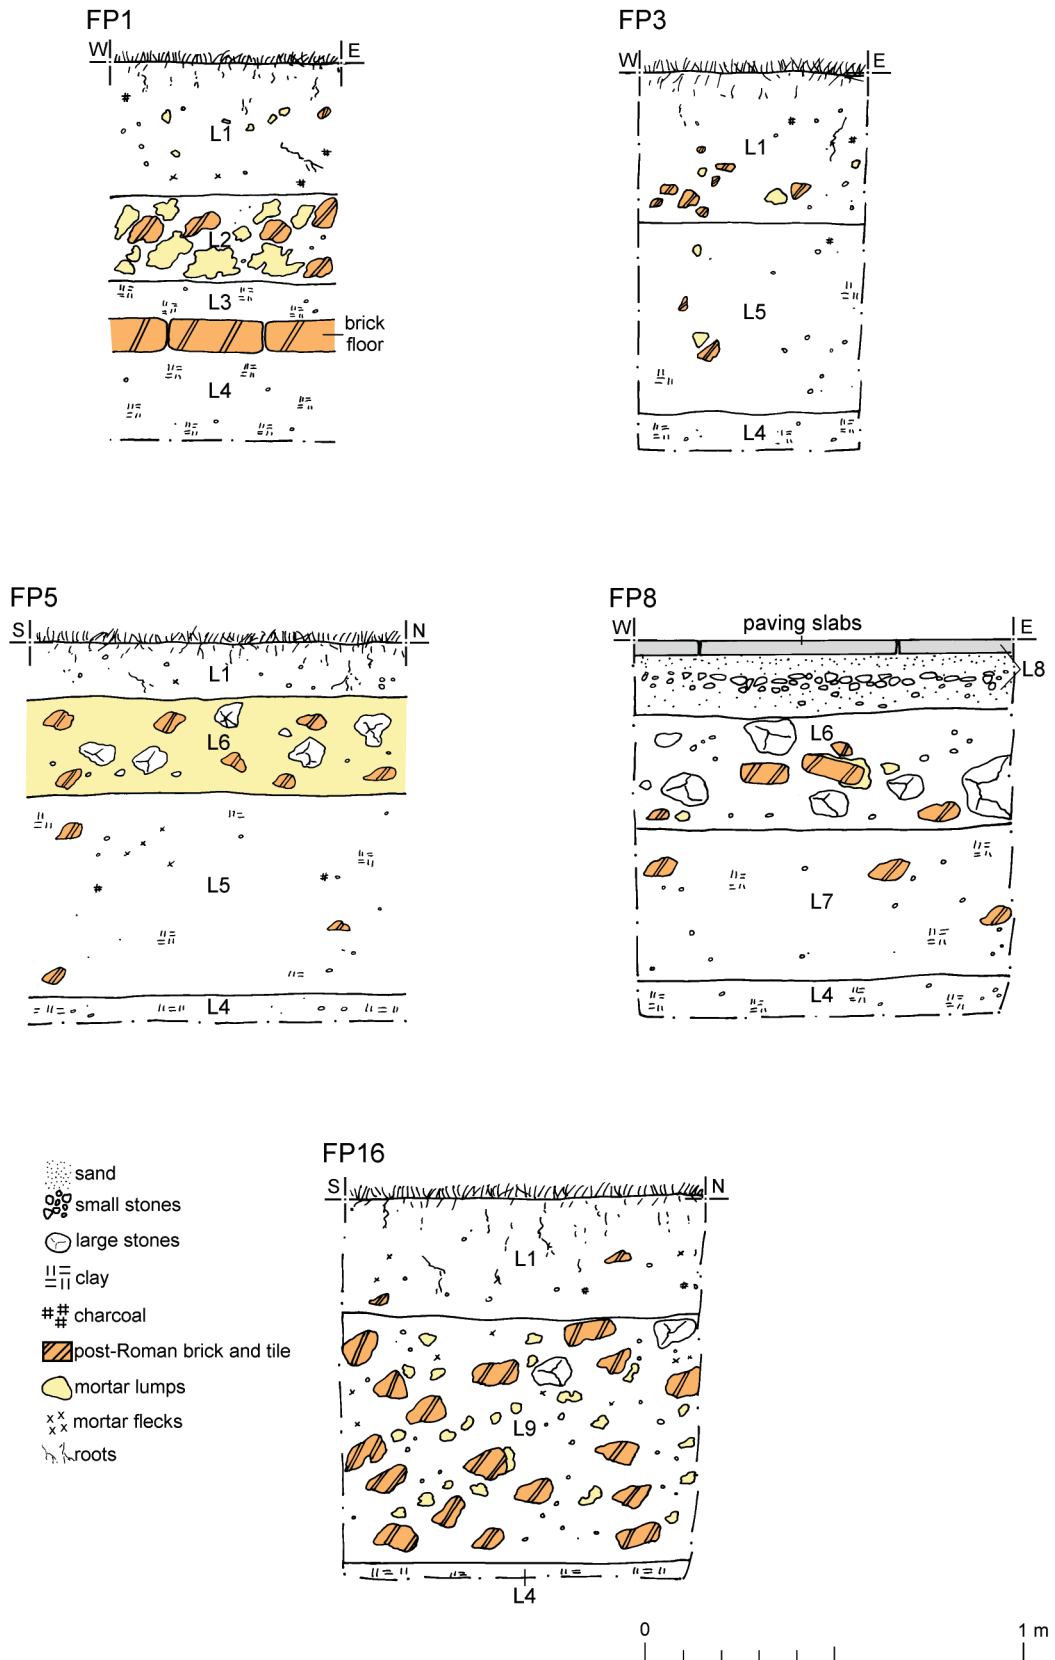 FP1
W E
L1
L2
L3
brick
floor
L4
FP3
W E
L1
L5
L4
FP5
S N
L1
L6
L5
L4
FP8
W paving slabs E
L8
L6
L7
L4
FP16
S N
L1
L9
L4
sand
small stones
large stones
clay
charcoal
post-Roman brick and tile
mortar lumps
mortar flecks
roots
0 1 m